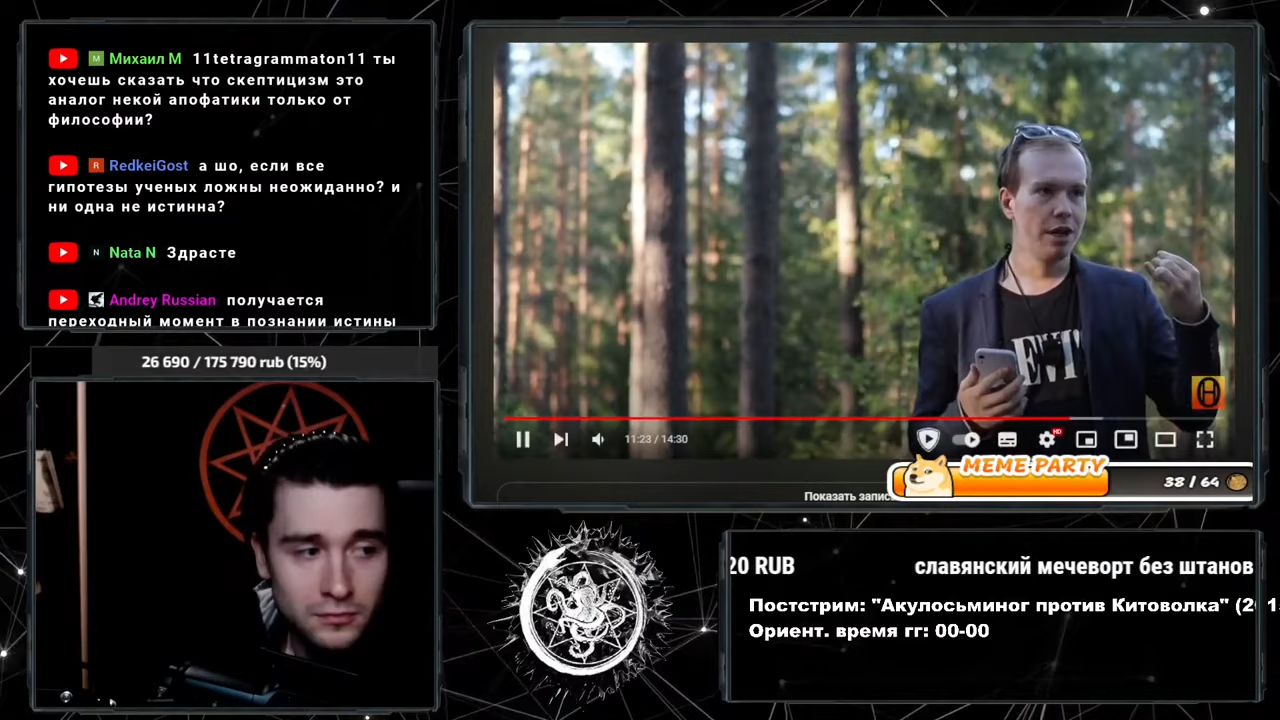 Михаил М 11tetragrammaton11 ты
хочешь сказать что скептицизм это
аналог некой апофатики только от
философии?
RedkeiGost а шо, если все
гипотезы ученых ложны неожиданно? и
ни одна не истинна?
Nata N Здрасте
Andrey Russian получается
переходный момент в познании истины
26 690 / 175 790 rub (15%)
11:23 / 14:30
HD
MEME PARTY
38 / 64
Показать запис
20 RUB
славянский мечеворт без штанов
Постстрим: "Акулосьминог против Китоволка" (2
Ориент. время гг: 00-00